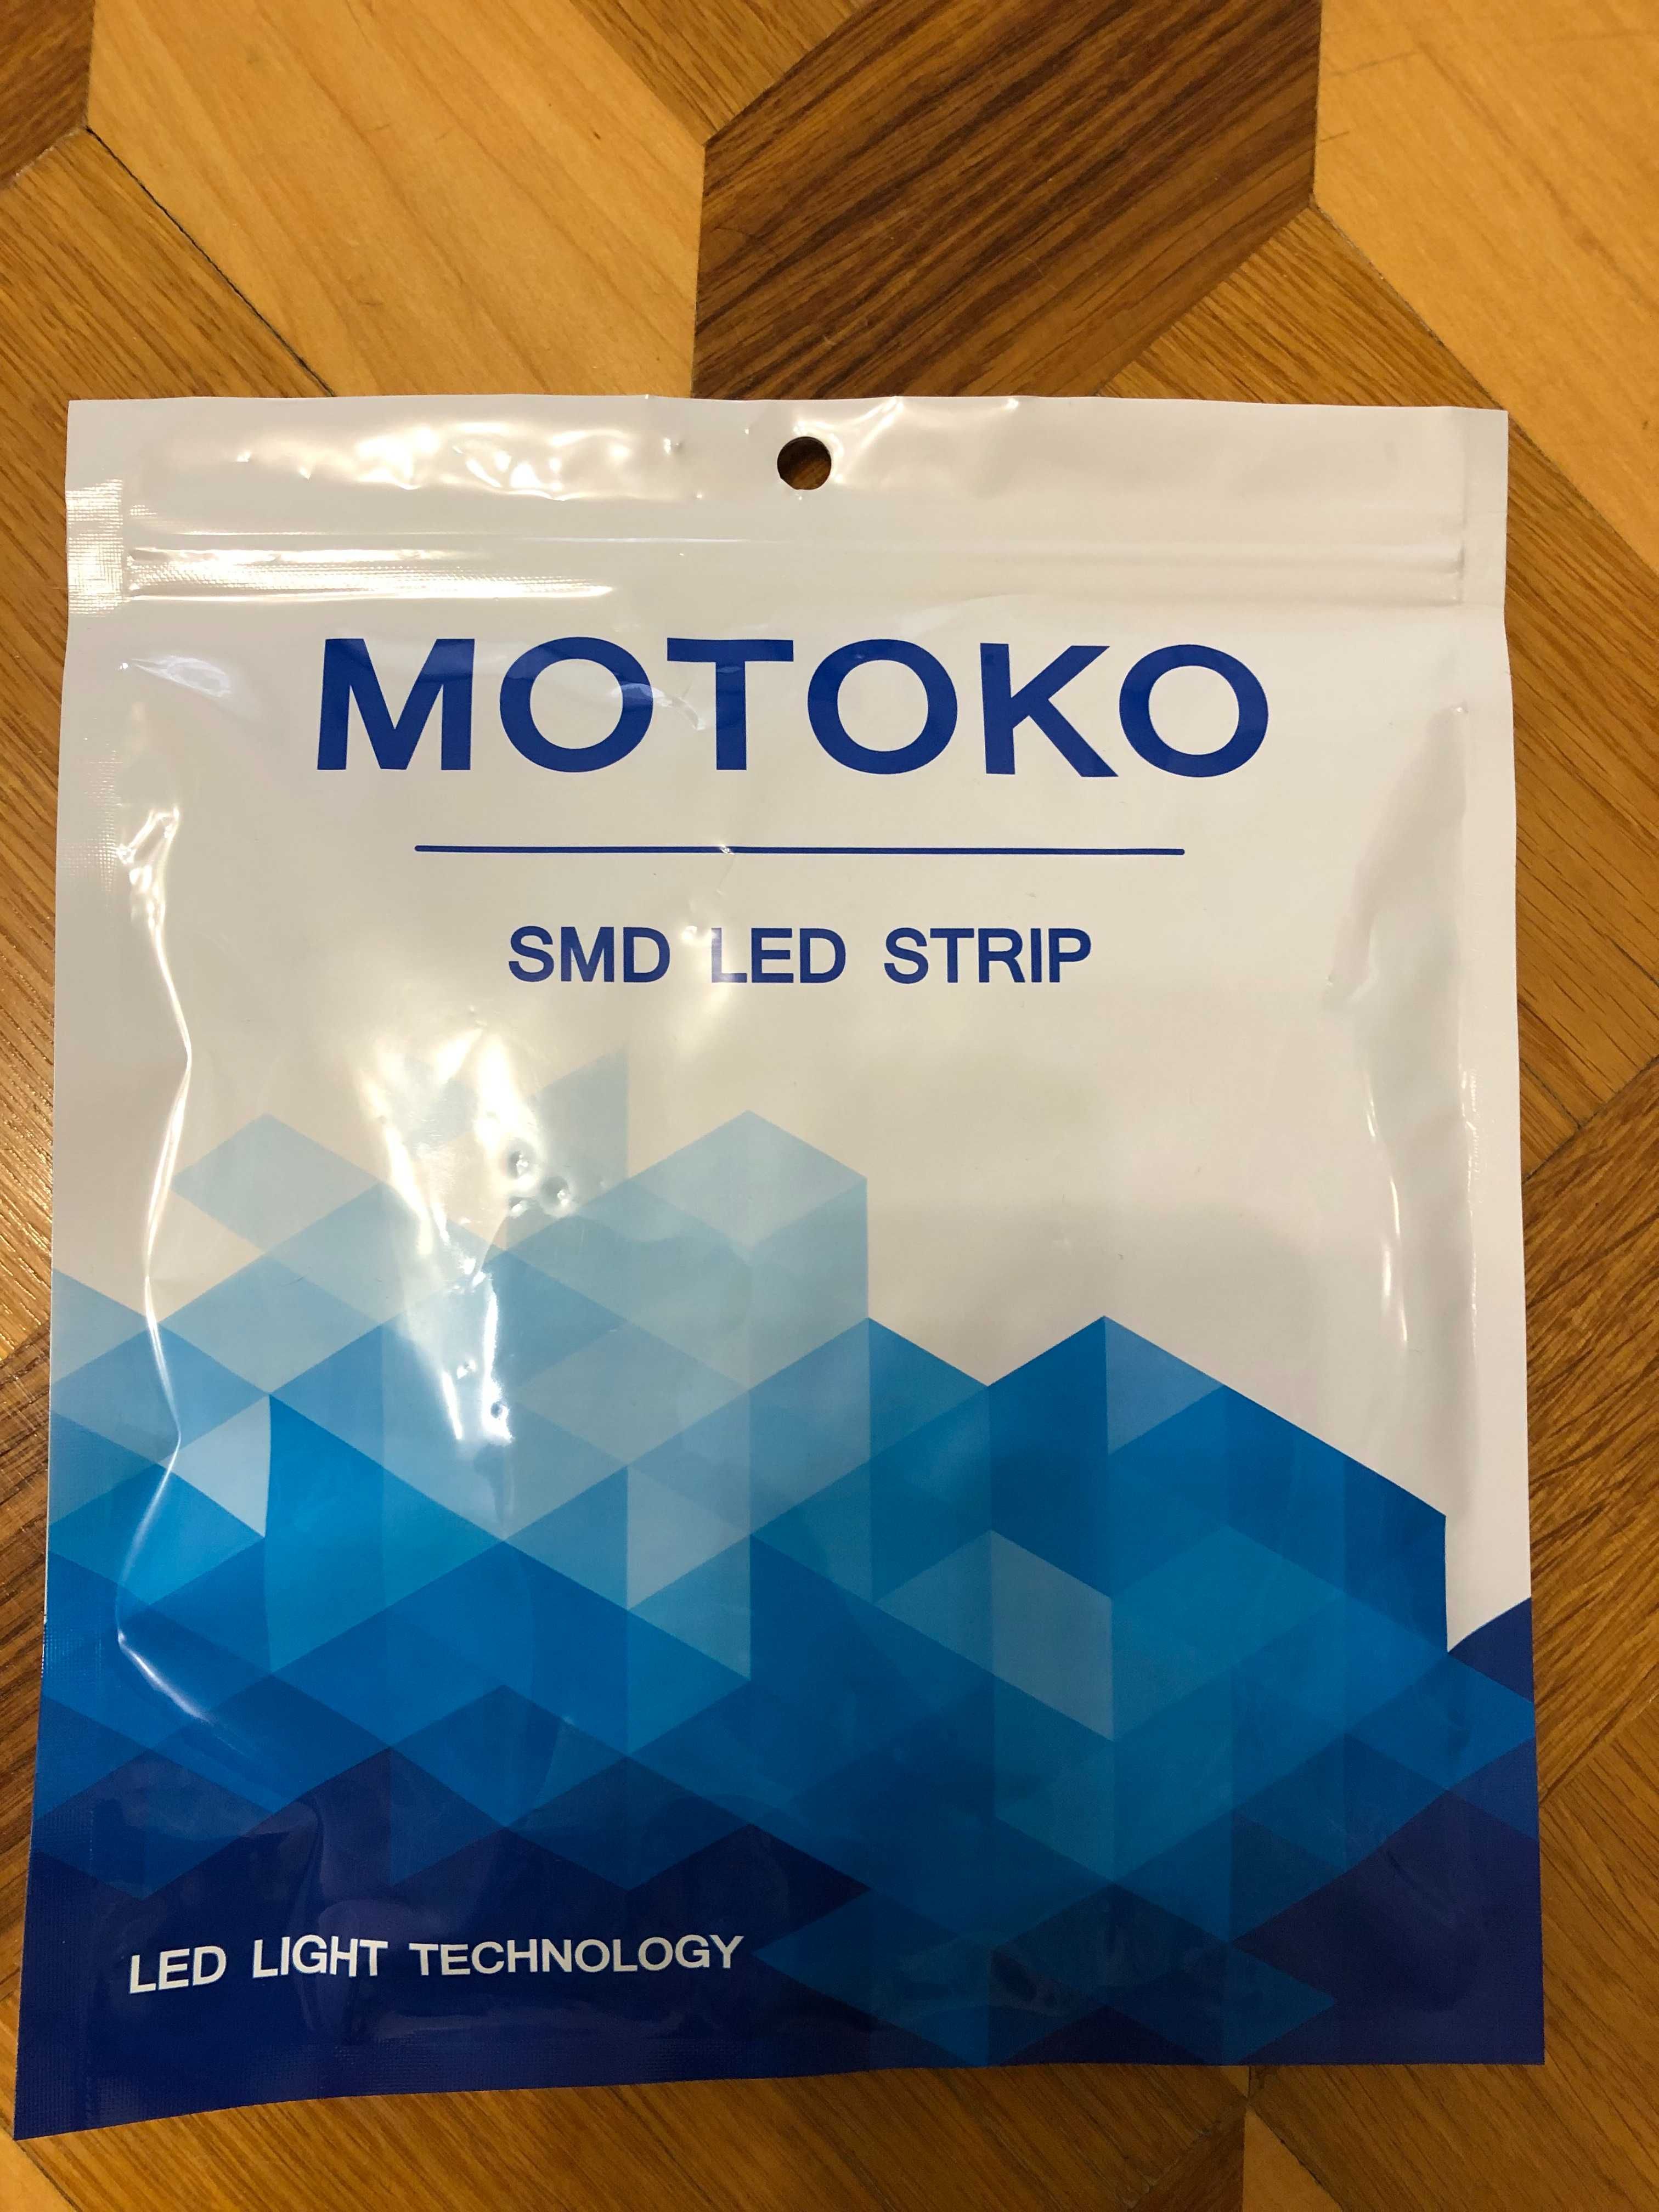 MOTOKO
SMD LED STRIP
LED LIGHT TECHNOLOGY